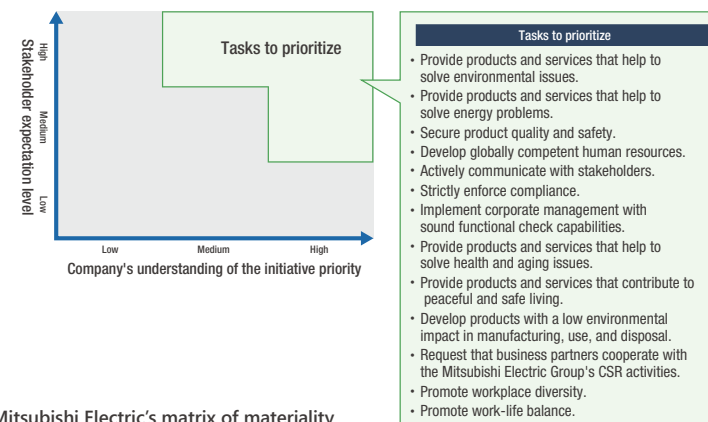 Stakeholder expectation level
High
Medium
Low
Tasks to prioritize
Low Medium High
Company's understanding of the initiative priority
Tasks to prioritize
• Provide products and services that help to
solve environmental issues.
• Provide products and services that help to
solve energy problems.
• Secure product quality and safety.
• Develop globally competent human resources.
• Actively communicate with stakeholders.
• Strictly enforce compliance.
• Implement corporate management with
sound functional check capabilities.
• Provide products and services that help to
solve health and aging issues.
• Provide products and services that contribute to
peaceful and safe living.
• Develop products with a low environmental
impact in manufacturing, use, and disposal.
• Request that business partners cooperate with
the Mitsubishi Electric Group's CSR activities.
• Promote workplace diversity.
• Promote work-life balance.
Mitsubishi Electric's matrix of materiality